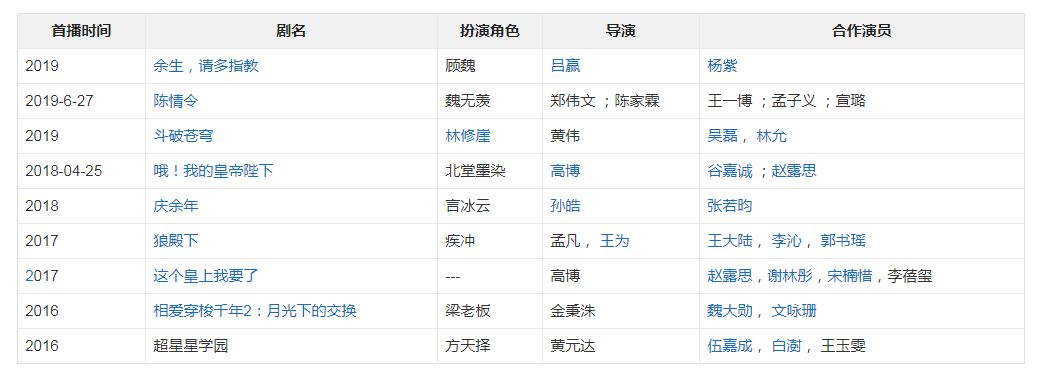 首播时间 剧名 扮演角色 导演 合作演员
2019 余生，请多指教 顾魏 吕赢 杨紫
2019-6-27 陈情令 魏无羡 郑伟文 ；陈家霖 王一博 ；孟子义 ；宣璐
2019 斗破苍穹 林修崖 黄伟 吴磊 ，林允
2018-04-25 哦！我的皇帝陛下 北堂墨染 高博 谷嘉诚 ；赵露思
2018 庆余年 言冰云 孙皓 张若昀
2017 狼殿下 疾冲 孟凡 ，王为 王大陆 ，李沁 ，郭书瑶
2017 这个皇上我要了 --- 高博 赵露思，谢林彤，宋楠惜，李蓓玺
2016 相爱穿梭千年2：月光下的交换 梁老板 金秉洙 魏大勋 ，文咏珊
2016 超星星学园 方天择 黄元达 伍嘉成 ，白澍 ，王玉雯